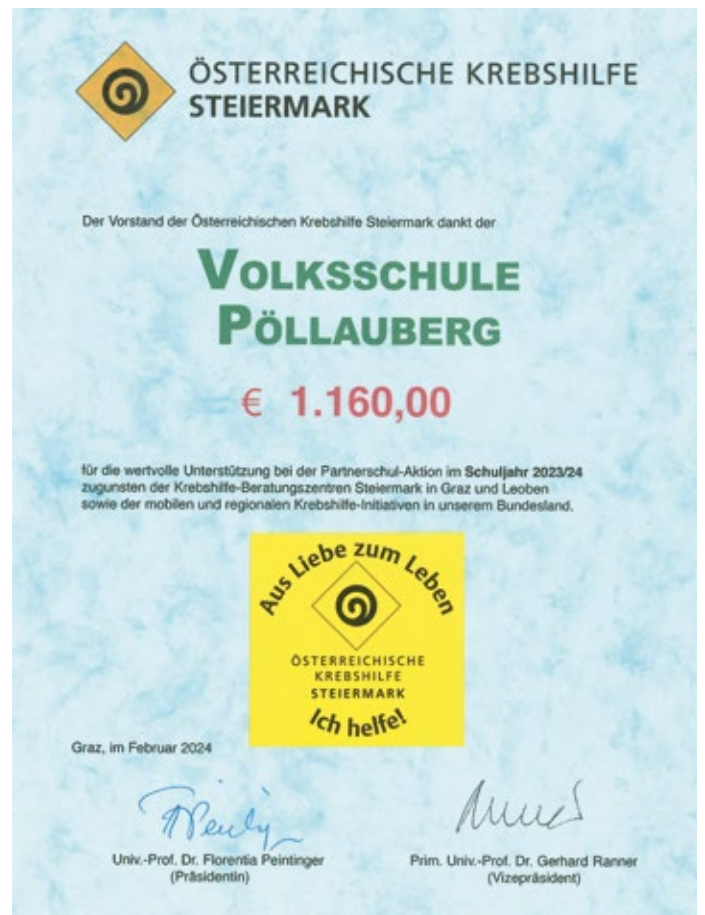 ÖSTERREICHISCHE KREBSHILFE
STEIERMARK
Der Vorstand der Österreichischen Krebshilfe Steiermark dankt der
VOLKSSCHULE
PÖLLAUBERG
€ 1.160,00
für die wertvolle Unterstützung bei der Partnerschul-Aktion im Schuljahr 2023/24
zugunsten der Krebshilfe-Beratungszentren Steiermark in Graz und Leoben
sowie der mobilen und regionalen Krebshilfe-Initiativen in unserem Bundesland.
Aus Liebe zum Leben
ÖSTERREICHISCHE
KREBSHILFE
STEIERMARK
Ich helfe!
Graz, im Februar 2024
Univ.-Prof. Dr. Florentia Peintinger
(Präsidentin)
Prim. Univ.-Prof. Dr. Gerhard Ranner
(Vizepräsident)